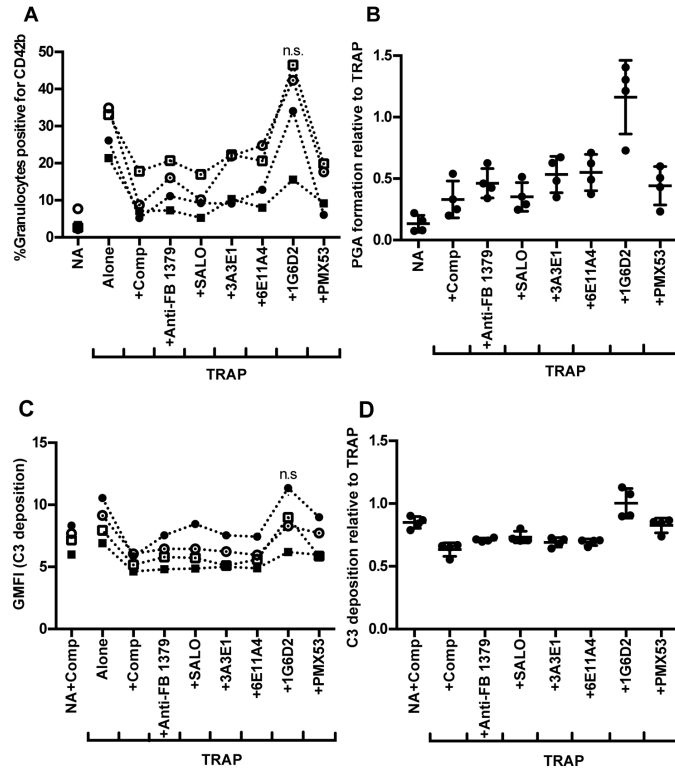 A
%Granulocytes positive for CD42b
50
40
30
20
10
0
n.s.
NA
Alone
+Comp
+Anti-FB 1379
+SALO
+3A3E1
+6E11A4
+1G6D2
+PMX53
TRAP
B
PGA formation relative to TRAP
1.5
1.0
0.5
0.0
NA
+Comp
+Anti-FB 1379
+SALO
+3A3E1
+6E11A4
+1G6D2
+PMX53
TRAP
C
GMFI (C3 deposition)
15
10
5
0
n.s
NA+Comp
Alone
+Comp
+Anti-FB 1379
+SALO
+3A3E1
+6E11A4
+1G6D2
+PMX53
TRAP
D
C3 deposition relative to TRAP
1.5
1.0
0.5
0.0
NA+Comp
+Comp
+Anti-FB 1379
+SALO
+3A3E1
+6E11A4
+1G6D2
+PMX53
TRAP